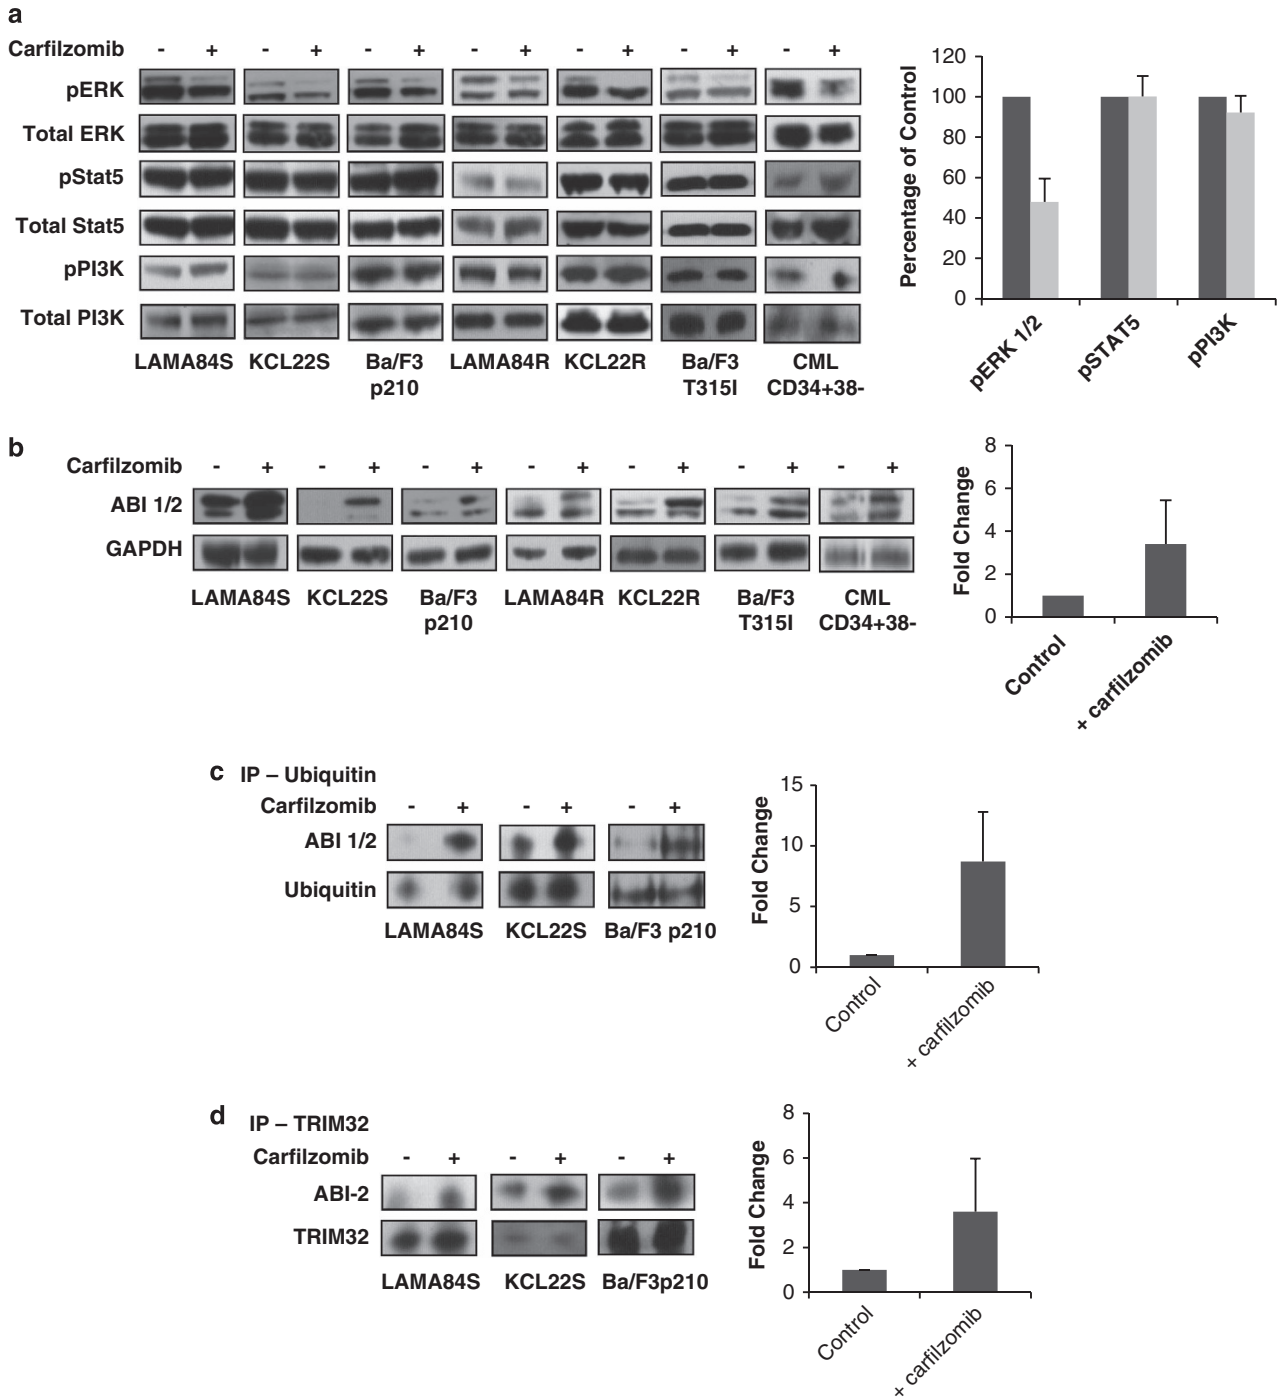 a
Carfilzomib - + - + - + - + - + - + - +
pERK
Total ERK
pStat5
Total Stat5
pPI3K
Total PI3K
LAMA84S KCL22S Ba/F3 p210 LAMA84R KCL22R Ba/F3 T315I CML CD34+38-
Percentage of Control
120
100
80
60
40
20
0
pERK 1/2 pSTAT5 pPI3K
b
Carfilzomib - + - + - + - + - + - + - +
ABI 1/2
GAPDH
LAMA84S KCL22S Ba/F3 p210 LAMA84R KCL22R Ba/F3 T315I CML CD34+38-
Fold Change
8
6
4
2
0
Control + carfilzomib
c IP – Ubiquitin
Carfilzomib - + - + - +
ABI 1/2
Ubiquitin
LAMA84S KCL22S Ba/F3 p210
Fold Change
15
10
5
0
Control + carfilzomib
d IP – TRIM32
Carfilzomib - + - + - +
ABI-2
TRIM32
LAMA84S KCL22S Ba/F3p210
Fold Change
8
6
4
2
0
Control + carfilzomib